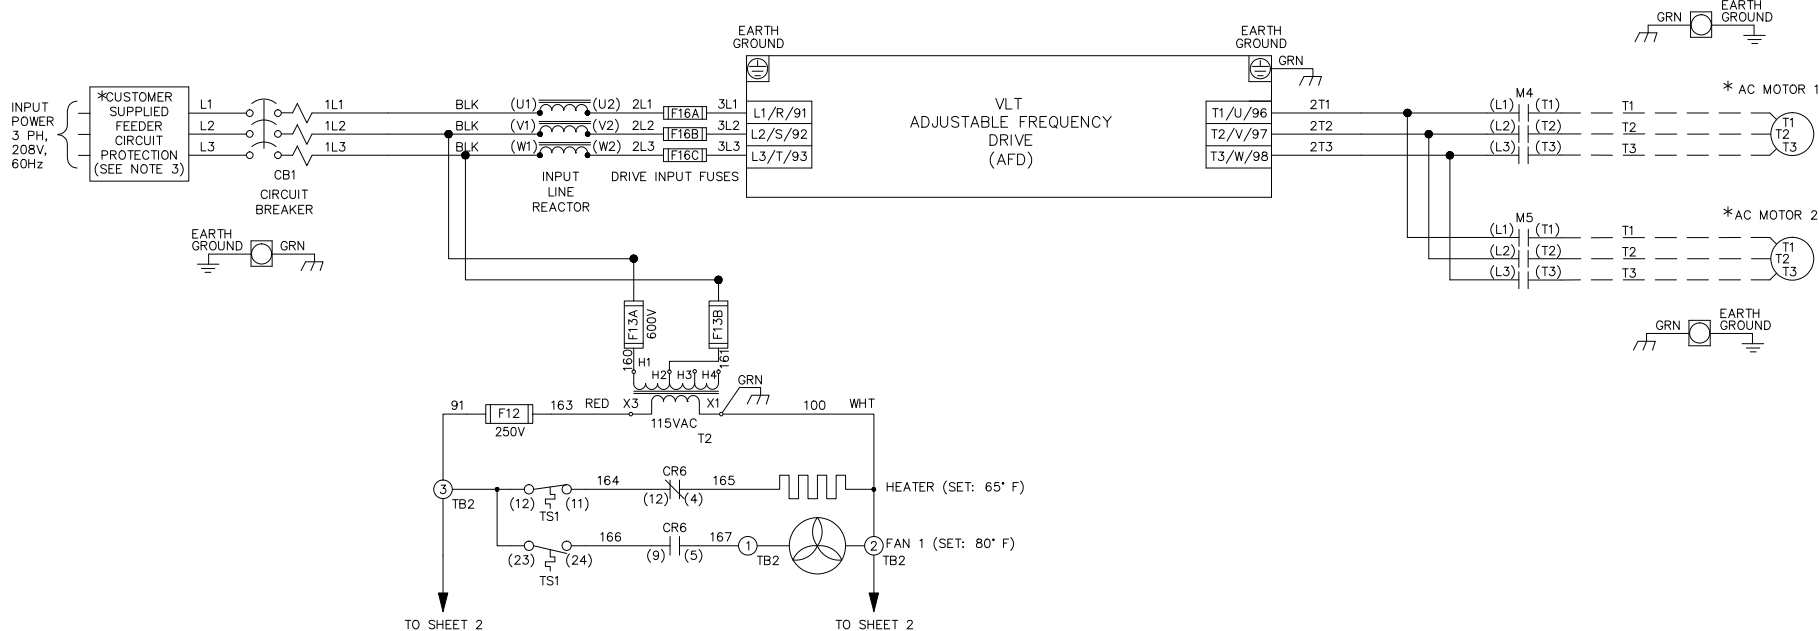 EARTH
GROUND
GRN
EARTH
GROUND
EARTH
GROUND
GRN
INPUT
POWER
3 PH,
208V,
60Hz
*CUSTOMER
SUPPLIED
FEEDER
CIRCUIT
PROTECTION
(SEE NOTE 3)
L1
L2
L3
CB1
CIRCUIT
BREAKER
1L1
1L2
1L3
BLK
BLK
BLK
(U1)
(V1)
(W1)
(U2)
(V2)
(W2)
INPUT
LINE
REACTOR
2L1
2L2
2L3
F16A
F16B
F16C
DRIVE INPUT FUSES
3L1
3L2
3L3
L1/R/91
L2/S/92
L3/T/93
VLT
ADJUSTABLE FREQUENCY
DRIVE
(AFD)
T1/U/96
T2/V/97
T3/W/98
2T1
2T2
2T3
M4
(L1)
(L2)
(L3)
(T1)
(T2)
(T3)
T1
T2
T3
* AC MOTOR 1
T1
T2
T3
M5
(L1)
(L2)
(L3)
(T1)
(T2)
(T3)
T1
T2
T3
*AC MOTOR 2
T1
T2
T3
EARTH
GROUND
GRN
GRN
EARTH
GROUND
F13A
600V
F13B
160
161
H1
H2
H3
H4
GRN
91
F12
250V
163
RED
X3
X1
115VAC
T2
100
WHT
3
TB2
(12)
(11)
TS1
164
CR6
(12)
(4)
165
HEATER (SET: 65° F)
(23)
(24)
TS1
166
CR6
(9)
(5)
167
1
TB2
2
TB2
FAN 1 (SET: 80° F)
TO SHEET 2
TO SHEET 2